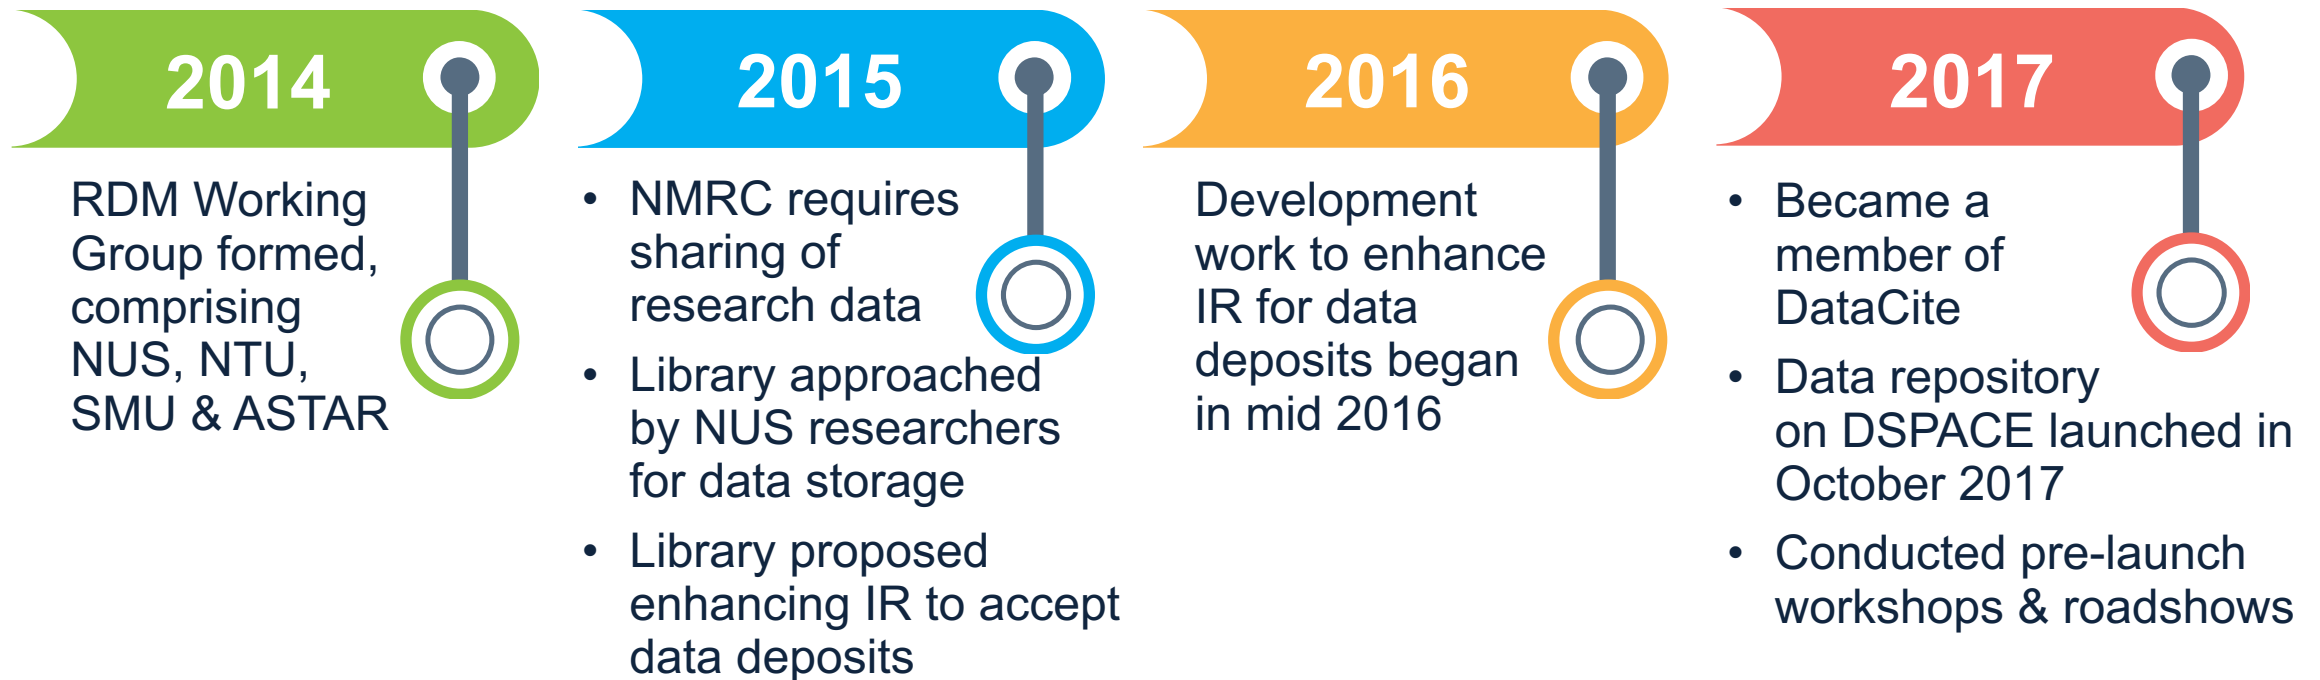 2014
RDM Working
Group formed,
comprising
NUS, NTU,
SMU & ASTAR
2015
• NMRC requires
sharing of
research data
• Library approached
by NUS researchers
for data storage
• Library proposed
enhancing IR to accept
data deposits
2016
Development
work to enhance
IR for data
deposits began
in mid 2016
2017
• Became a
member of
DataCite
• Data repository
on DSPACE launched in
October 2017
• Conducted pre-launch
workshops & roadshows